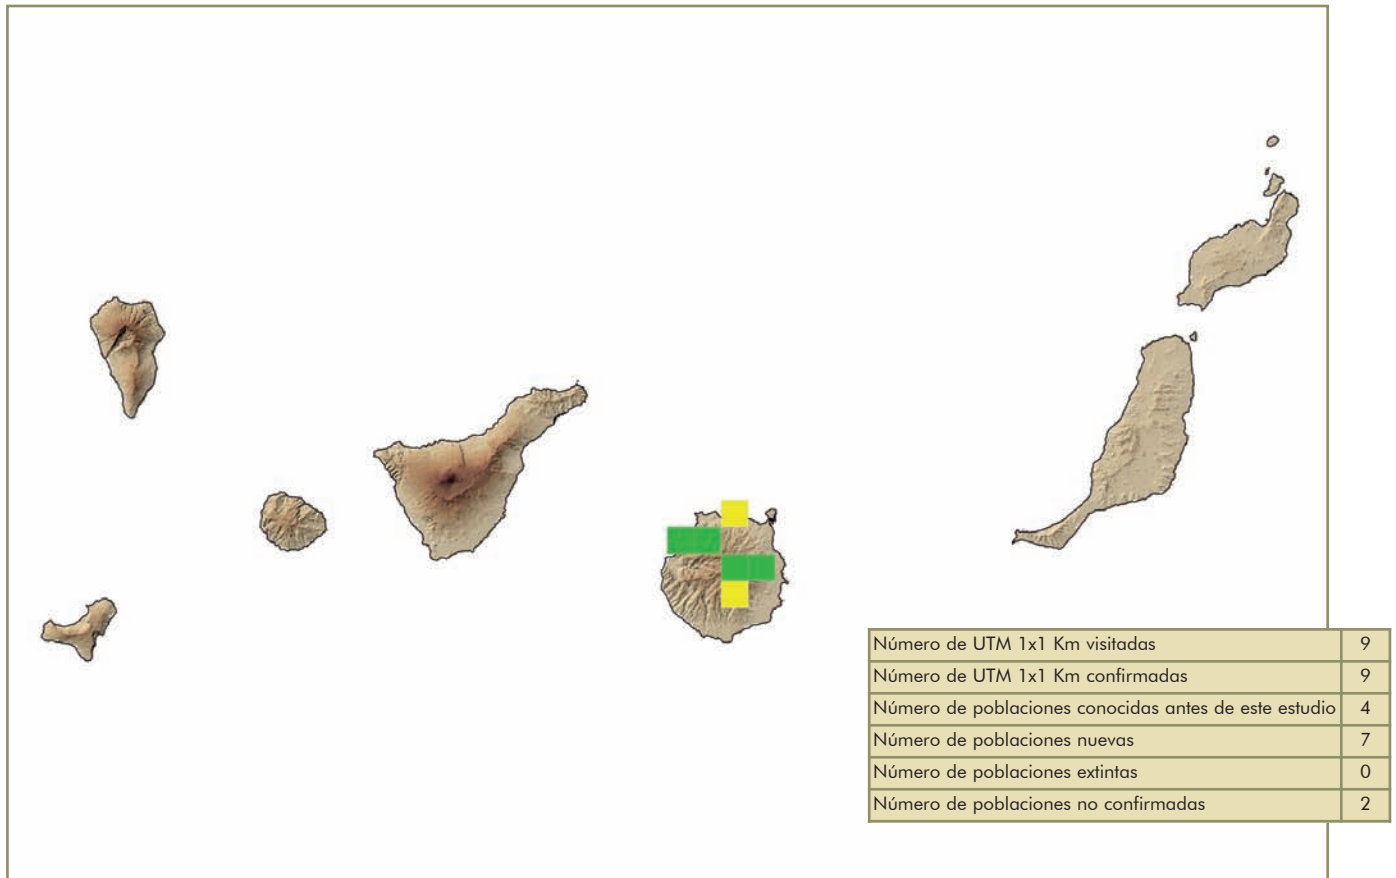 Número de UTM 1x1 Km visitadas 9
Número de UTM 1x1 Km confirmadas 9
Número de poblaciones conocidas antes de este estudio 4
Número de poblaciones nuevas 7
Número de poblaciones extintas 0
Número de poblaciones no confirmadas 2